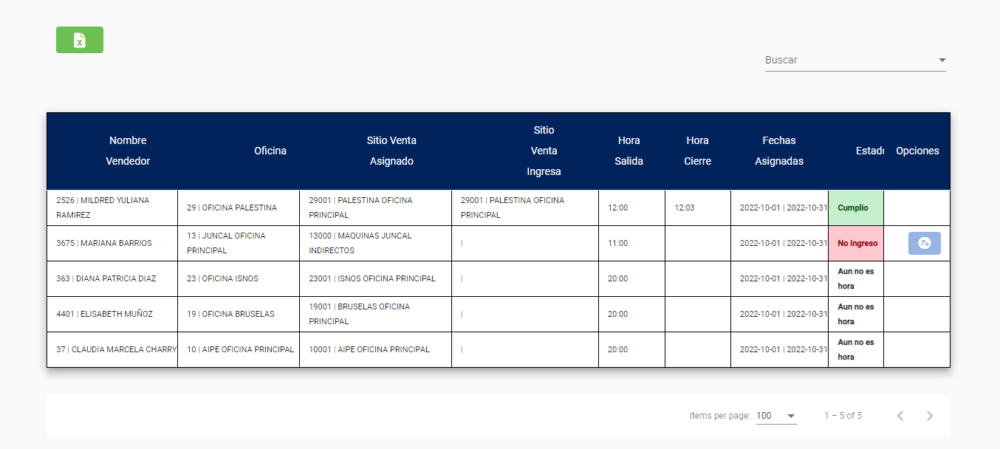 X
Buscar
Nombre
Vendedor
Oficina
Sitio Venta
Asignado
Sitio
Venta
Ingresa
Hora
Salida
Hora
Cierre
Fechas
Asignadas
Estado
Opciones
2526 | MILDRED YULIANA
RAMIREZ
29 | OFICINA PALESTINA
29001 | PALESTINA OFICINA
PRINCIPAL
29001 | PALESTINA OFICINA
PRINCIPAL
12:00
12:03
2022-10-01 | 2022-10-31
Cumplio
3675 | MARIANA BARRIOS
13 | JUNCAL OFICINA
PRINCIPAL
13000 | MAQUINAS JUNCAL
INDIRECTOS
|
11:00
2022-10-01 | 2022-10-31
No Ingreso
363 | DIANA PATRICIA DIAZ
23 | OFICINA ISNOS
23001 | ISNOS OFICINA PRINCIPAL
|
20:00
2022-10-01 | 2022-10-31
Aun no es
hora
4401 | ELISABETH MUÑOZ
19 | OFICINA BRUSELAS
19001 | BRUSELAS OFICINA
PRINCIPAL
|
20:00
2022-10-01 | 2022-10-31
Aun no es
hora
37 | CLAUDIA MARCELA CHARRY
10 | AIPE OFICINA PRINCIPAL
10001 | AIPE OFICINA PRINCIPAL
|
20:00
2022-10-01 | 2022-10-31
Aun no es
hora
Items per page: 100
1 – 5 of 5